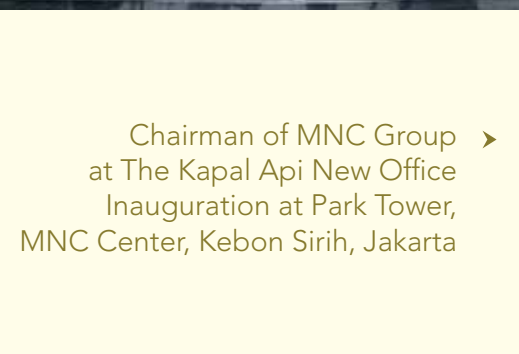 Chairman of MNC Group
at The Kapal Api New Office
Inauguration at Park Tower,
MNC Center, Kebon Sirih, Jakarta